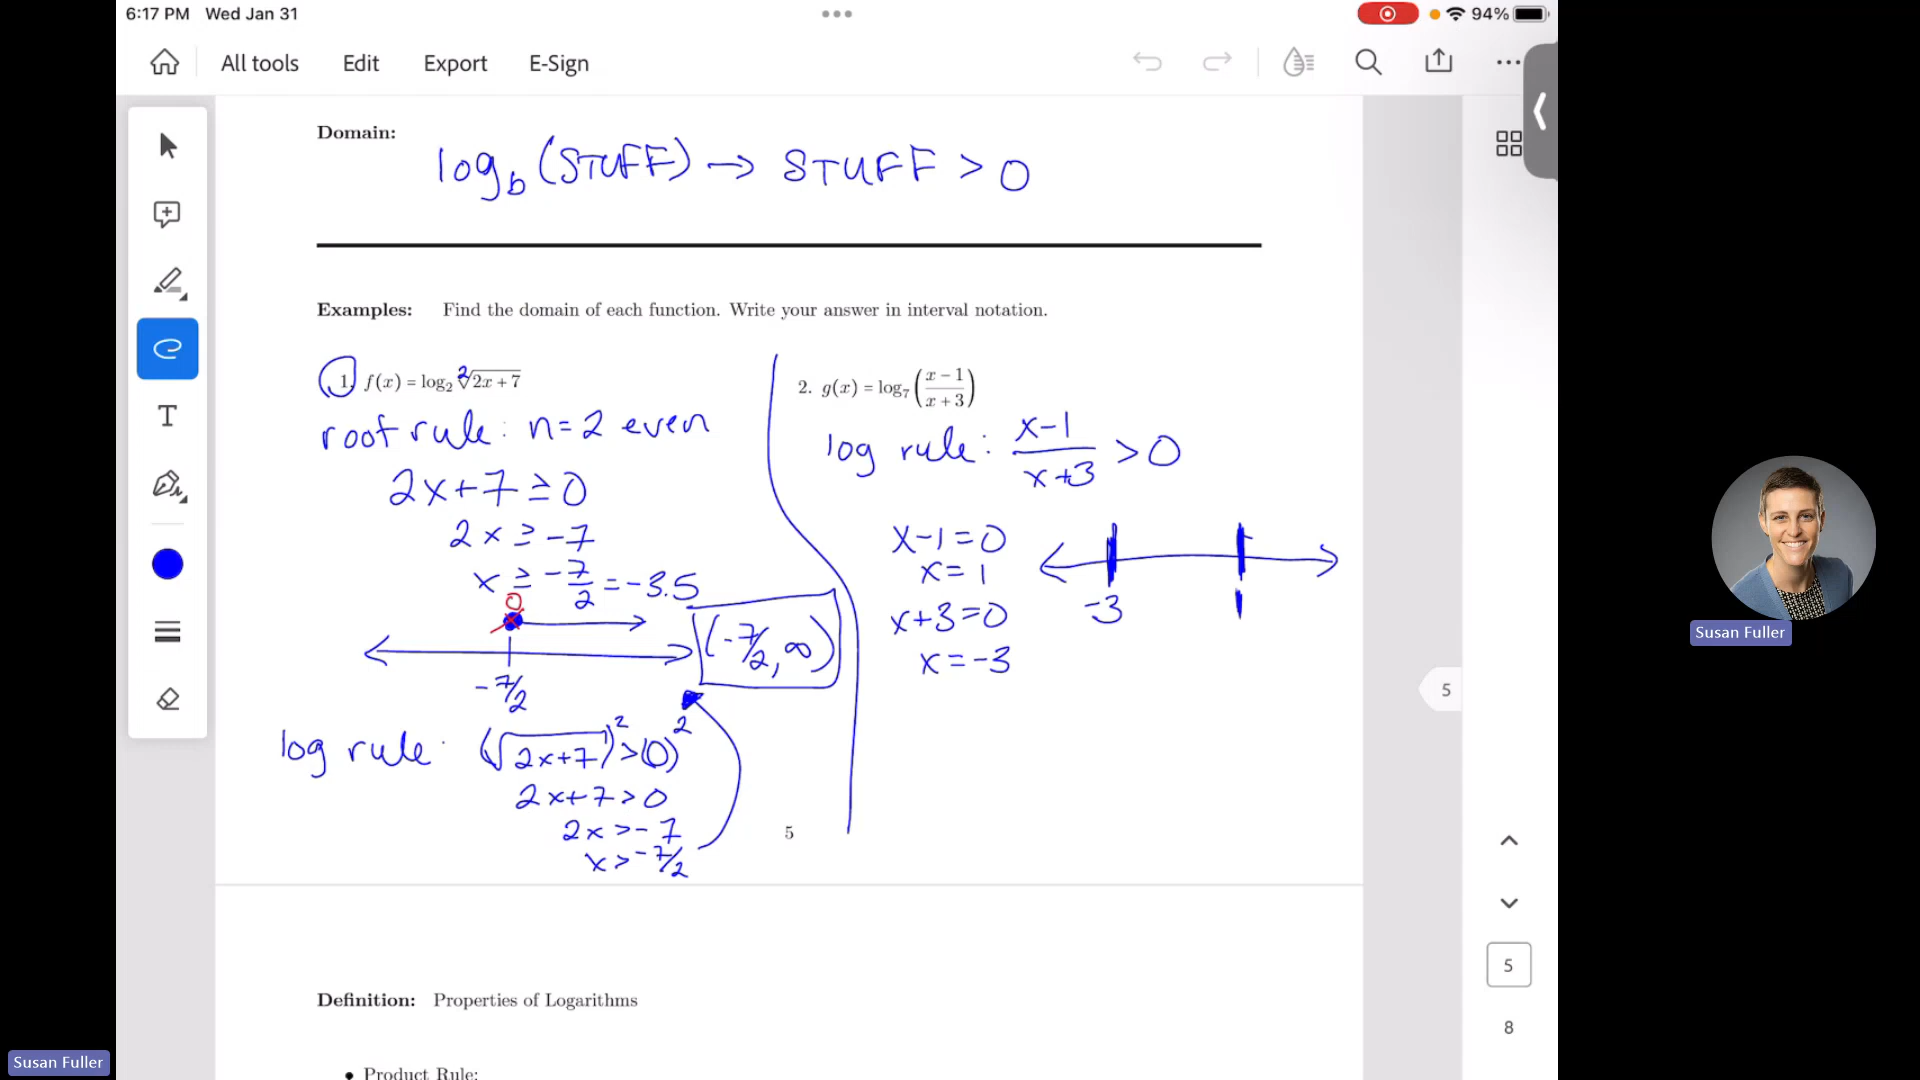 6:17 PM Wed Jan 31
94%
All tools Edit Export E-Sign
Domain:
log_b (STUFF) → STUFF > 0
Examples: Find the domain of each function. Write your answer in interval notation.
1. f(x) = log₂ ²√(2x + 7)
root rule: n=2 even
2x+7 ≥ 0
2x ≥ -7
x ≥ -7/2 = -3.5
0
-7/2
(-7/2, ∞)
log rule: (√(2x+7))² > (0)²
2x+7 > 0
2x > -7
x > -7/2
2. g(x) = log₇ ((x − 1)/(x + 3))
log rule: (x-1)/(x+3) > 0
x-1=0
x=1
x+3=0
x=-3
-3 1
5
Definition: Properties of Logarithms
• Product Rule:
T
5
5
8
Susan Fuller
Susan Fuller